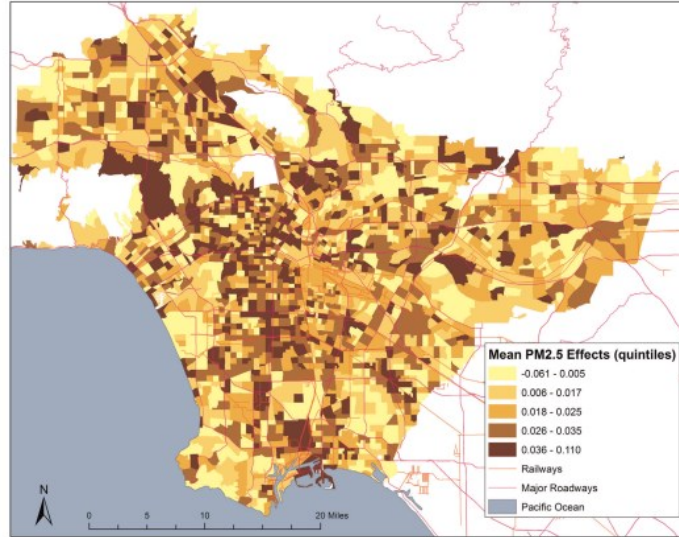 Mean PM2.5 Effects (quintiles)
-0.061 - 0.005
0.006 - 0.017
0.018 - 0.025
0.026 - 0.035
0.036 - 0.110
Railways
Major Roadways
Pacific Ocean
N
0 5 10 20 Miles